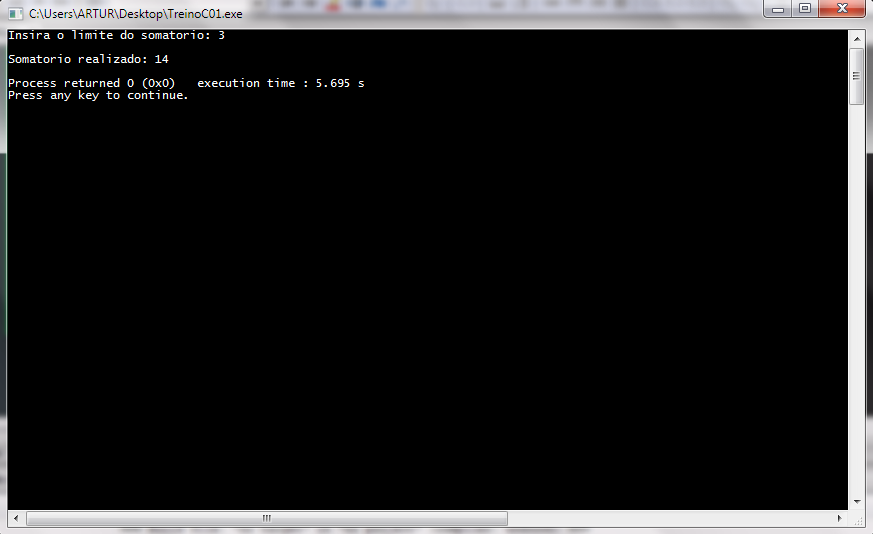 C:\Users\ARTUR\Desktop\TreinoC01.exe
Insira o limite do somatorio: 3
Somatorio realizado: 14
Process returned 0 (0x0)   execution time : 5.695 s
Press any key to continue.